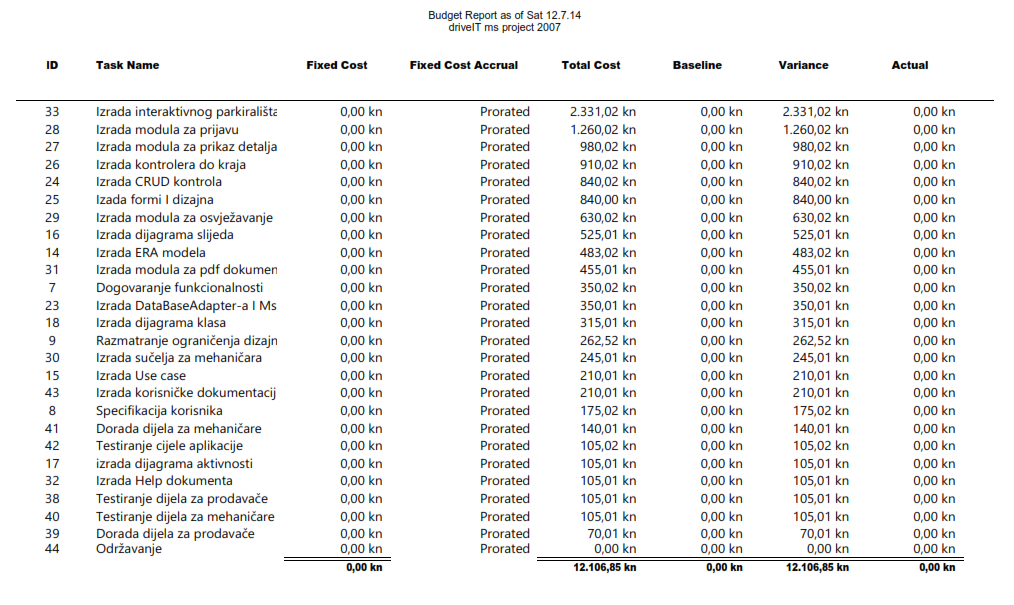 Budget Report as of Sat 12.7.14
driveIT ms project 2007
ID Task Name Fixed Cost Fixed Cost Accrual Total Cost Baseline Variance Actual
33 Izrada interaktivnog parkirališta 0,00 kn Prorated 2.331,02 kn 0,00 kn 2.331,02 kn 0,00 kn
28 Izrada modula za prijavu 0,00 kn Prorated 1.260,02 kn 0,00 kn 1.260,02 kn 0,00 kn
27 Izrada modula za prikaz detalja 0,00 kn Prorated 980,02 kn 0,00 kn 980,02 kn 0,00 kn
26 Izrada kontrolera do kraja 0,00 kn Prorated 910,02 kn 0,00 kn 910,02 kn 0,00 kn
24 Izrada CRUD kontrola 0,00 kn Prorated 840,02 kn 0,00 kn 840,02 kn 0,00 kn
25 Izada formi I dizajna 0,00 kn Prorated 840,00 kn 0,00 kn 840,00 kn 0,00 kn
29 Izrada modula za osvježavanje 0,00 kn Prorated 630,02 kn 0,00 kn 630,02 kn 0,00 kn
16 Izrada dijagrama slijeda 0,00 kn Prorated 525,01 kn 0,00 kn 525,01 kn 0,00 kn
14 Izrada ERA modela 0,00 kn Prorated 483,02 kn 0,00 kn 483,02 kn 0,00 kn
31 Izrada modula za pdf dokumen 0,00 kn Prorated 455,01 kn 0,00 kn 455,01 kn 0,00 kn
7 Dogovaranje funkcionalnosti 0,00 kn Prorated 350,02 kn 0,00 kn 350,02 kn 0,00 kn
23 Izrada DataBaseAdapter-a I Ms 0,00 kn Prorated 350,01 kn 0,00 kn 350,01 kn 0,00 kn
18 Izrada dijagrama klasa 0,00 kn Prorated 315,01 kn 0,00 kn 315,01 kn 0,00 kn
9 Razmatranje ograničenja dizajn 0,00 kn Prorated 262,52 kn 0,00 kn 262,52 kn 0,00 kn
30 Izrada sučelja za mehaničara 0,00 kn Prorated 245,01 kn 0,00 kn 245,01 kn 0,00 kn
15 Izrada Use case 0,00 kn Prorated 210,01 kn 0,00 kn 210,01 kn 0,00 kn
43 Izrada korisničke dokumentacij 0,00 kn Prorated 210,01 kn 0,00 kn 210,01 kn 0,00 kn
8 Specifikacija korisnika 0,00 kn Prorated 175,02 kn 0,00 kn 175,02 kn 0,00 kn
41 Dorada dijela za mehaničare 0,00 kn Prorated 140,01 kn 0,00 kn 140,01 kn 0,00 kn
42 Testiranje cijele aplikacije 0,00 kn Prorated 105,02 kn 0,00 kn 105,02 kn 0,00 kn
17 izrada dijagrama aktivnosti 0,00 kn Prorated 105,01 kn 0,00 kn 105,01 kn 0,00 kn
32 Izrada Help dokumenta 0,00 kn Prorated 105,01 kn 0,00 kn 105,01 kn 0,00 kn
38 Testiranje dijela za prodavače 0,00 kn Prorated 105,01 kn 0,00 kn 105,01 kn 0,00 kn
40 Testiranje dijela za mehaničare 0,00 kn Prorated 105,01 kn 0,00 kn 105,01 kn 0,00 kn
39 Dorada dijela za prodavače 0,00 kn Prorated 70,01 kn 0,00 kn 70,01 kn 0,00 kn
44 Održavanje 0,00 kn Prorated 0,00 kn 0,00 kn 0,00 kn 0,00 kn
0,00 kn 12.106,85 kn 0,00 kn 12.106,85 kn 0,00 kn